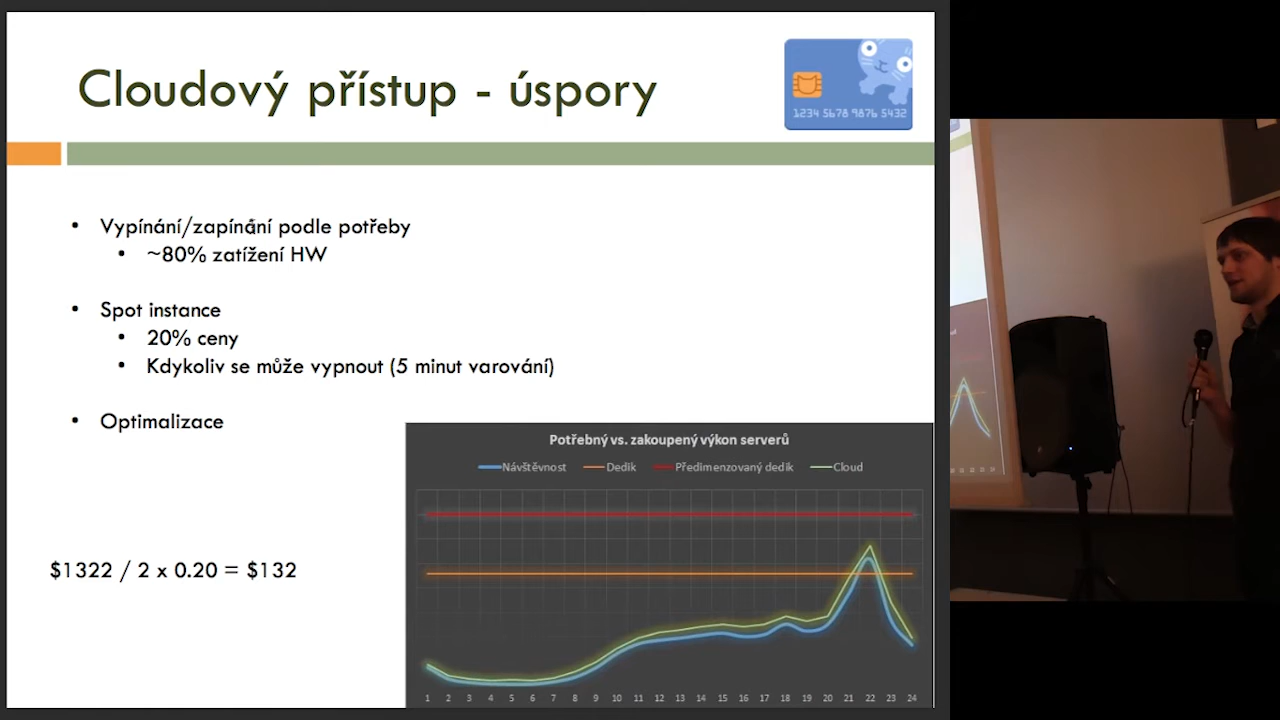 Cloudový přístup - úspory
1234 5678 9876 5432
• Vypínání/zapínání podle potřeby
• ~80% zatížení HW
• Spot instance
• 20% ceny
• Kdykoliv se může vypnout (5 minut varování)
• Optimalizace
$1322 / 2 x 0.20 = $132
Potřebný vs. zakoupený výkon serverů
Návštěvnost Dedik Předimenzovaný dedik Cloud
1 2 3 4 5 6 7 8 9 10 11 12 13 14 15 16 17 18 19 20 21 22 23 24